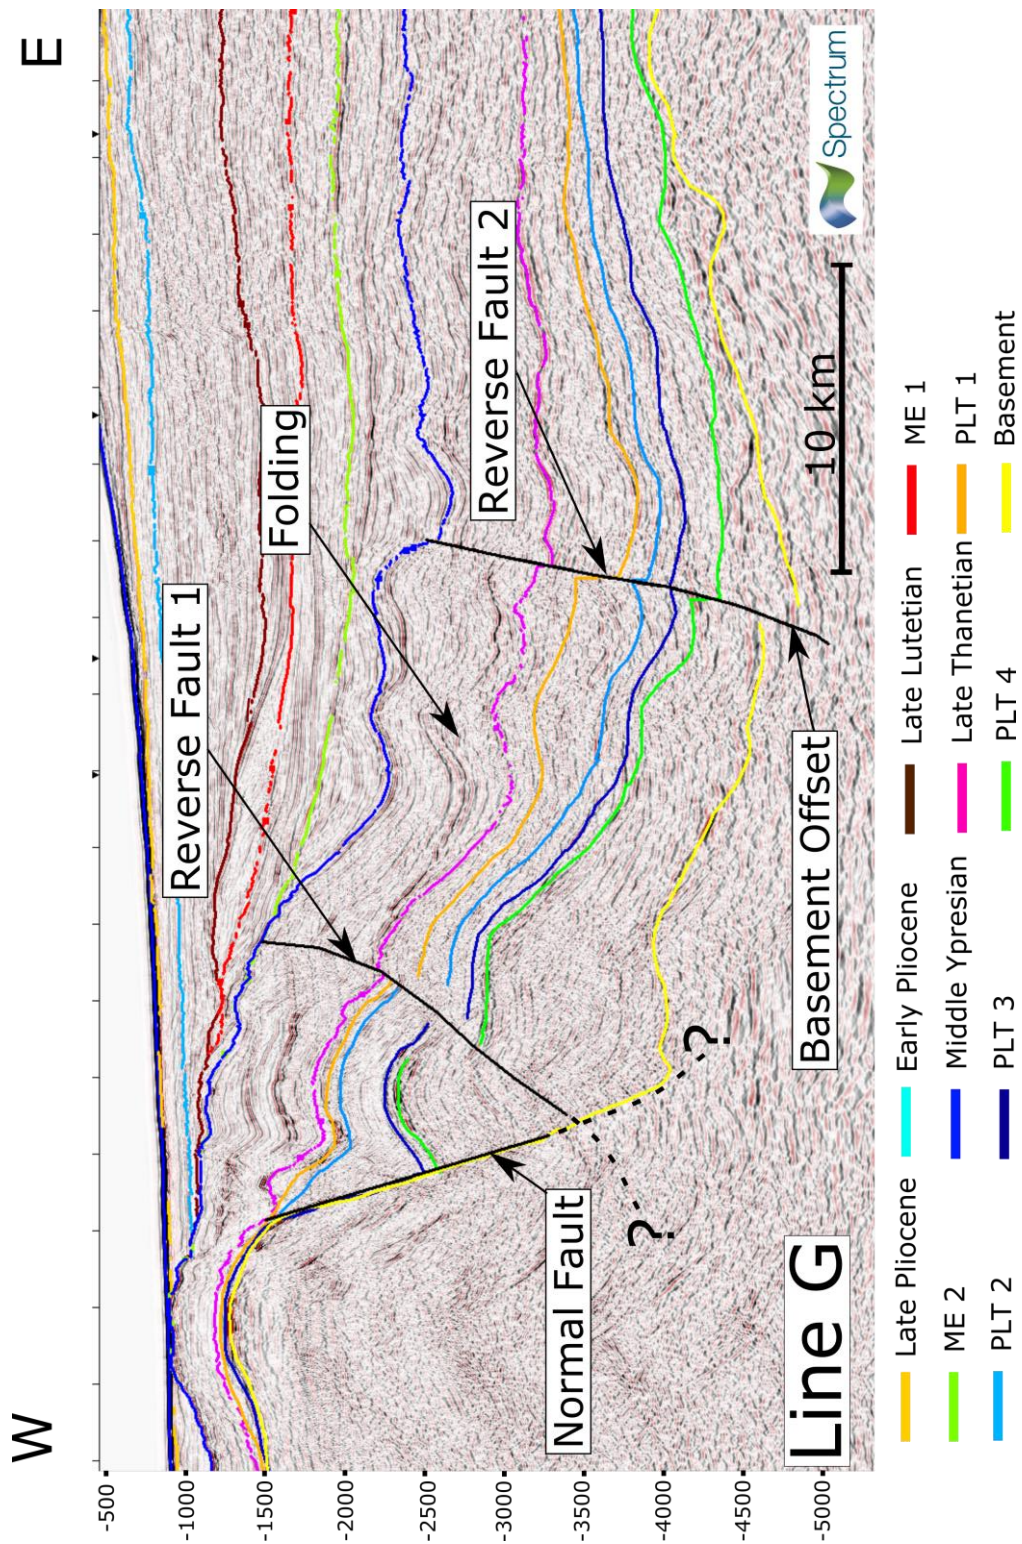 W
E
-500
-1000
-1500
-2000
-2500
-3000
-3500
-4000
-4500
-5000
Reverse Fault 1
Folding
Reverse Fault 2
Normal Fault
?
?
Basement Offset
10 km
Spectrum
Line G
Late Pliocene
Early Pliocene
Late Lutetian
ME 1
ME 2
Middle Ypresian
Late Thanetian
PLT 1
PLT 2
PLT 3
PLT 4
Basement